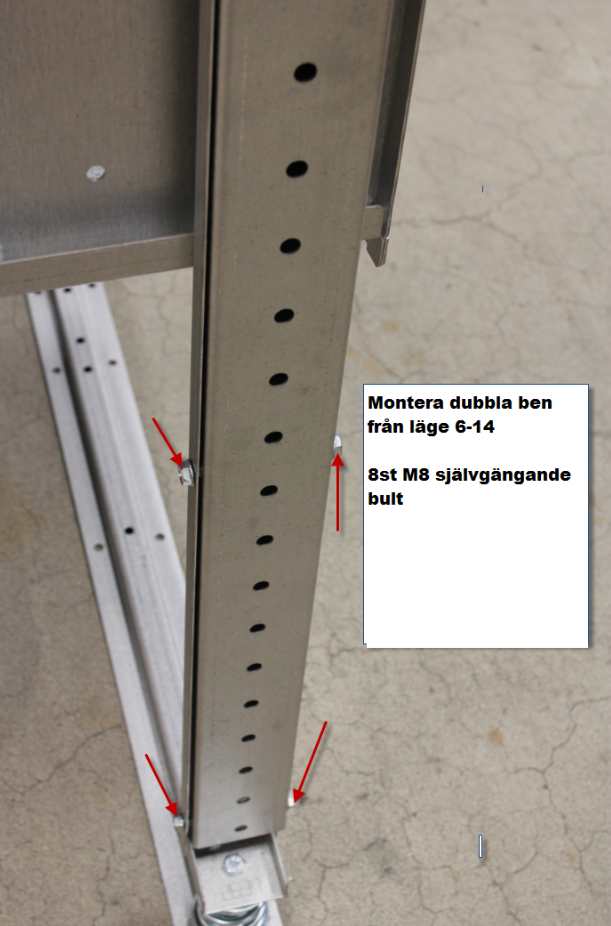 Montera dubbla ben
från läge 6-14
8st M8 självgängande
bult